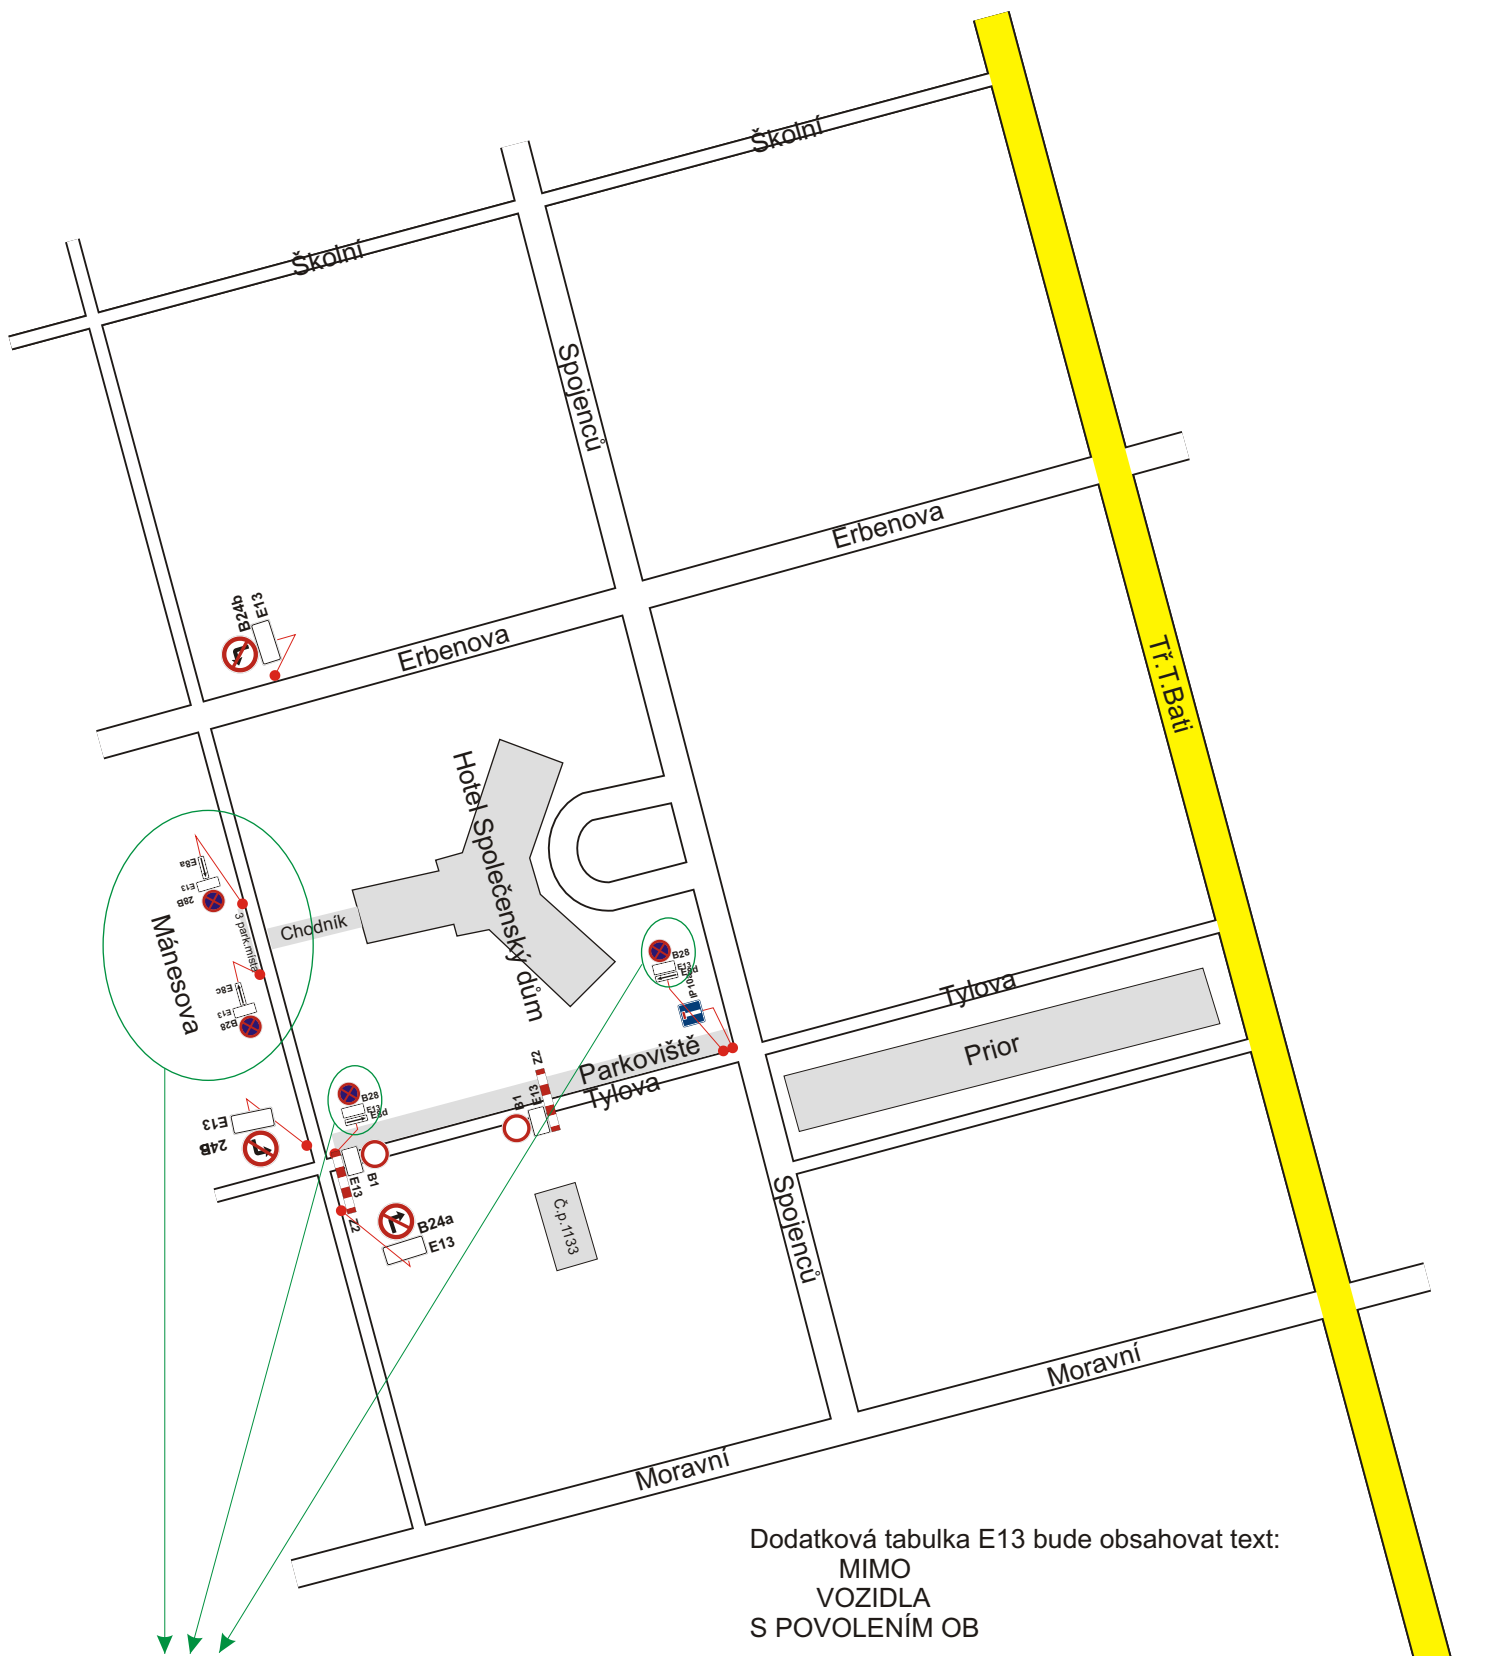 Školní
Školní
Spojenců
Erbenova
B24b
E13
Erbenova
Tř.T.Bati
Hotel Společenský dům
E8a
E13
28B
3 park.místa
Chodník
Mánesova
E8c
E13
B28
B28
E13
E8d
IP10a
Tylova
Prior
Parkoviště
Tylova
Z2
B1
E13
B28
E13
E8d
E13
24B
B1
E13
Z2
B24a
E13
Č.p.1133
Spojenců
Moravní
Moravní
Dodatková tabulka E13 bude obsahovat text:
MIMO
VOZIDLA
S POVOLENÍM OB